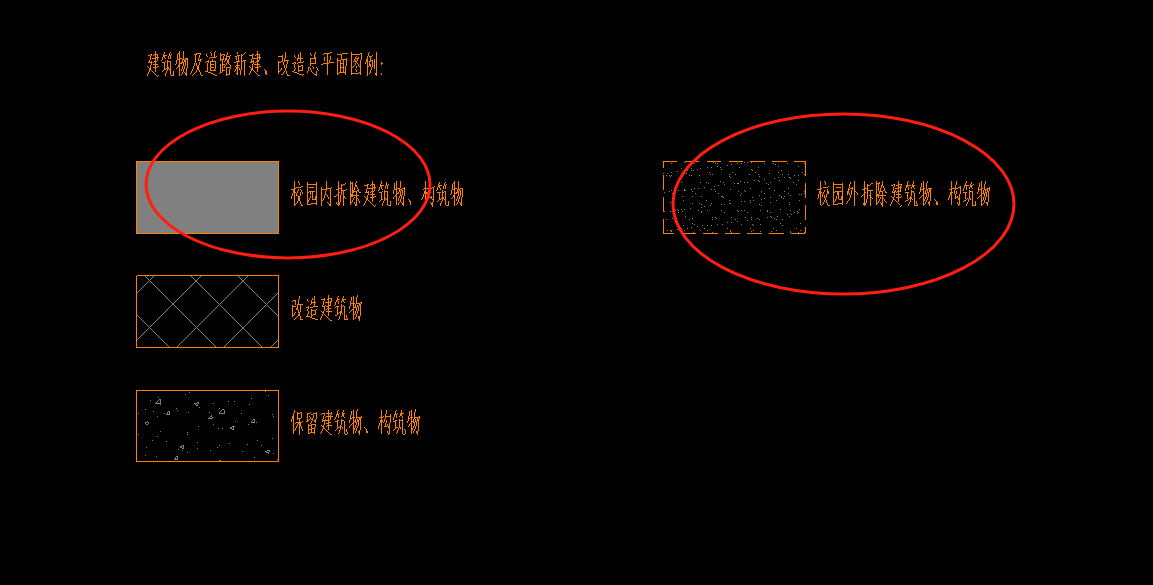 建筑物及道路新建、改造总平面图例:
校园内拆除建筑物、构筑物
校园外拆除建筑物、构筑物
改造建筑物
保留建筑物、构筑物